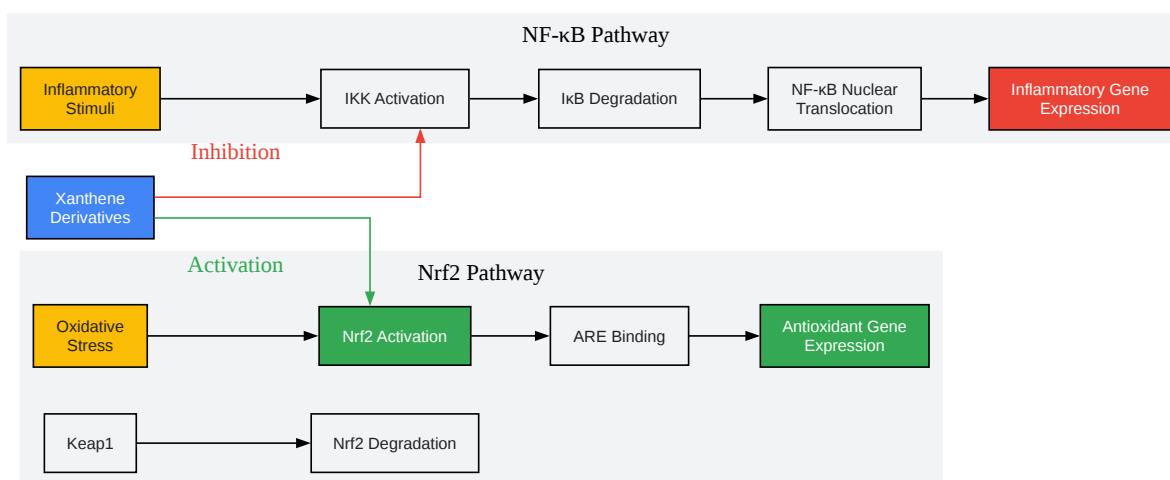 NF-κB Pathway
Inflammatory
Stimuli
IKK Activation
IκB Degradation
NF-κB Nuclear
Translocation
Inflammatory Gene
Expression
Inhibition
Xanthene
Derivatives
Activation
Nrf2 Pathway
Oxidative
Stress
Nrf2 Activation
ARE Binding
Antioxidant Gene
Expression
Keap1
Nrf2 Degradation